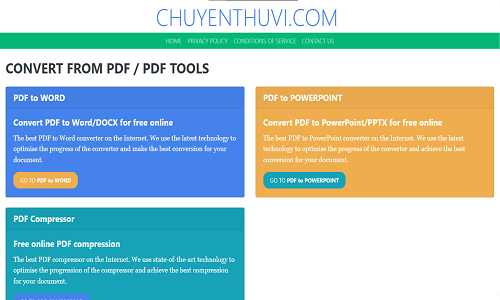 CHUYENTHUVI.COM
HOME PRIVACY POLICY CONDITIONS OF SERVICE CONTACT US
CONVERT FROM PDF / PDF TOOLS
PDF to WORD
Convert PDF to Word/DOCX for free online
The best PDF to Word converter on the Internet. We use the latest technology to
optimise the progress of the converter and make the best conversion for your
document.
GO TO PDF to WORD
PDF to POWERPOINT
Convert PDF to PowerPoint/PPTX for free online
The best PDF to PowerPoint converter on the Internet. We use the latest
technology to optimise the progress of the converter and achieve the best
conversion for your document.
GO TO PDF to POWERPOINT
PDF Compressor
Free online PDF compression
The best PDF compressor on the Internet. We use state-of-the-art technology to
optimise the progression of the compressor and achieve the best compression
for your document.